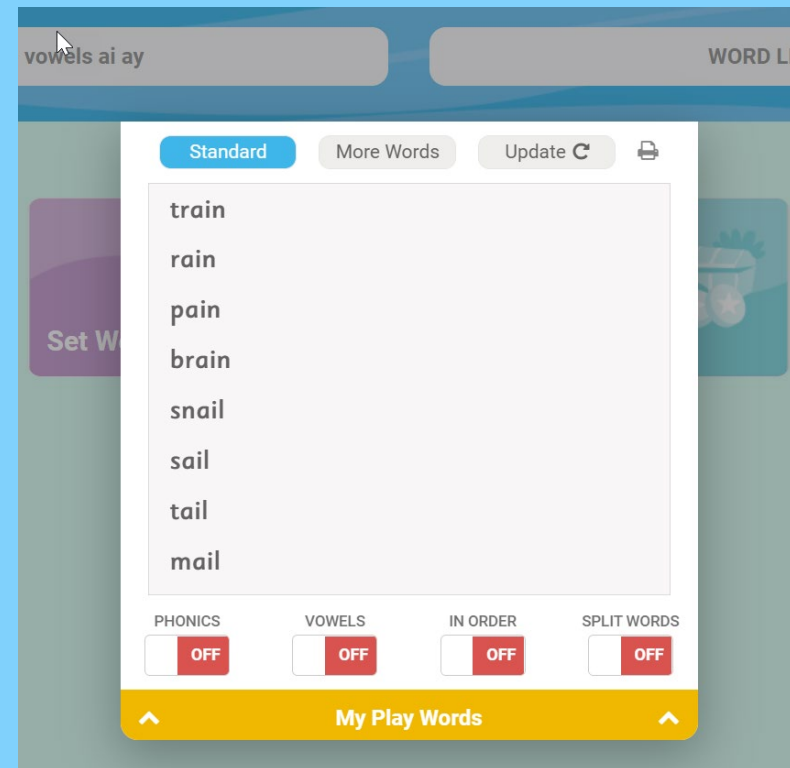 vowels ai ay
WORD L
Standard More Words Update
train
rain
pain
brain
snail
sail
tail
mail
Set W
PHONICS VOWELS IN ORDER SPLIT WORDS
OFF OFF OFF OFF
My Play Words